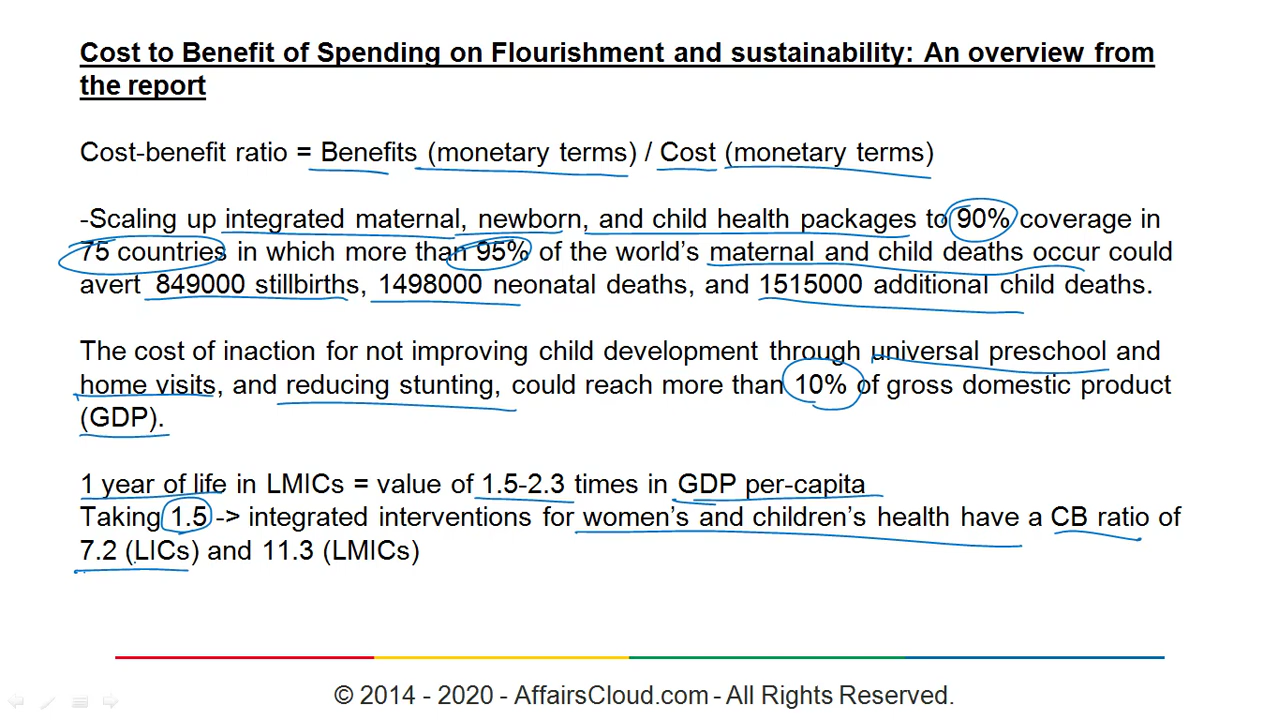 Cost to Benefit of Spending on Flourishment and sustainability: An overview from
the report
Cost-benefit ratio = Benefits (monetary terms) / Cost (monetary terms)
-Scaling up integrated maternal, newborn, and child health packages to 90% coverage in
75 countries in which more than 95% of the world’s maternal and child deaths occur could
avert 849000 stillbirths, 1498000 neonatal deaths, and 1515000 additional child deaths.
The cost of inaction for not improving child development through universal preschool and
home visits, and reducing stunting, could reach more than 10% of gross domestic product
(GDP).
1 year of life in LMICs = value of 1.5-2.3 times in GDP per-capita
Taking 1.5 -> integrated interventions for women’s and children’s health have a CB ratio of
7.2 (LICs) and 11.3 (LMICs)
© 2014 - 2020 - AffairsCloud.com - All Rights Reserved.